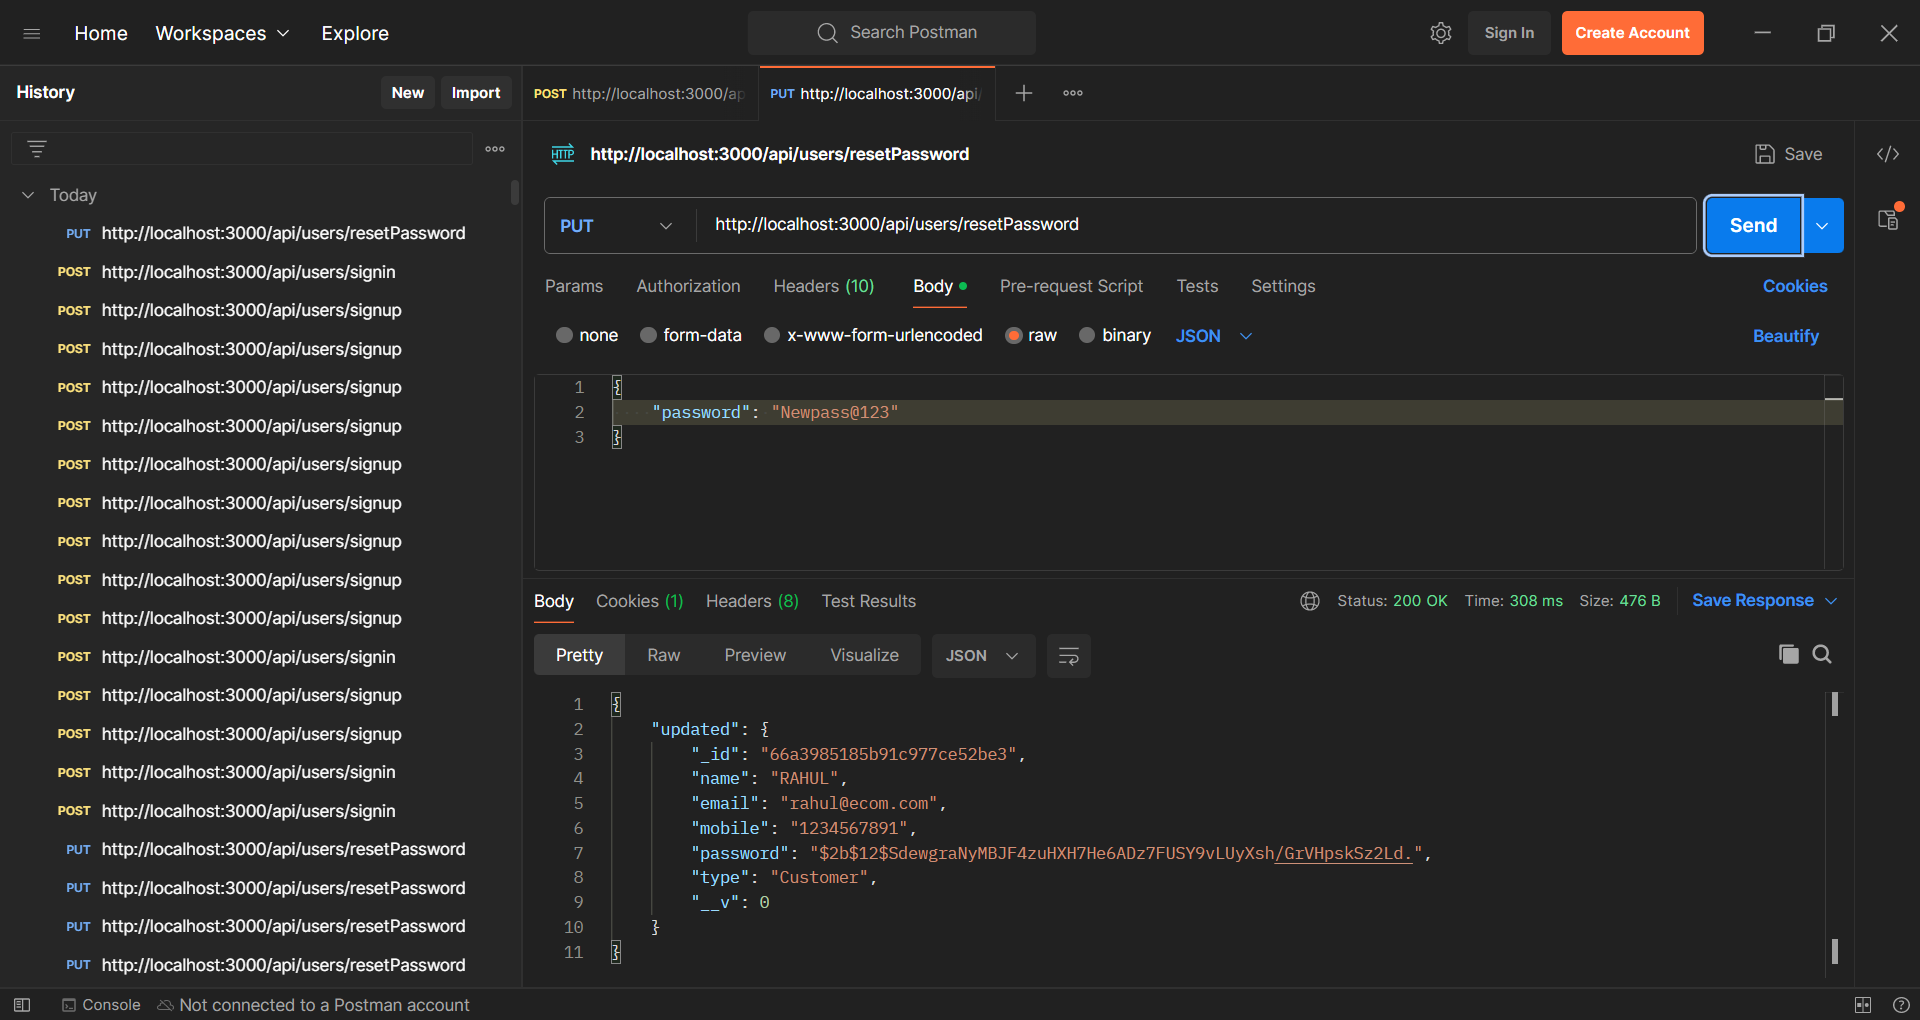 Home Workspaces Explore Search Postman Sign In Create Account
History New Import
POST http://localhost:3000/ap PUT http://localhost:3000/api/
HTTP http://localhost:3000/api/users/resetPassword Save
Today
PUT http://localhost:3000/api/users/resetPassword
POST http://localhost:3000/api/users/signin
POST http://localhost:3000/api/users/signup
POST http://localhost:3000/api/users/signup
POST http://localhost:3000/api/users/signup
POST http://localhost:3000/api/users/signup
POST http://localhost:3000/api/users/signup
POST http://localhost:3000/api/users/signup
POST http://localhost:3000/api/users/signup
POST http://localhost:3000/api/users/signup
POST http://localhost:3000/api/users/signup
POST http://localhost:3000/api/users/signin
POST http://localhost:3000/api/users/signup
POST http://localhost:3000/api/users/signup
POST http://localhost:3000/api/users/signin
POST http://localhost:3000/api/users/signin
PUT http://localhost:3000/api/users/resetPassword
PUT http://localhost:3000/api/users/resetPassword
PUT http://localhost:3000/api/users/resetPassword
PUT http://localhost:3000/api/users/resetPassword
PUT http://localhost:3000/api/users/resetPassword Send
Params Authorization Headers (10) Body Pre-request Script Tests Settings Cookies
none form-data x-www-form-urlencoded raw binary JSON Beautify
1 {
2 "password": "Newpass@123"
3 }
Body Cookies (1) Headers (8) Test Results Status: 200 OK Time: 308 ms Size: 476 B Save Response
Pretty Raw Preview Visualize JSON
1 {
2 "updated": {
3 "_id": "66a3985185b91c977ce52be3",
4 "name": "RAHUL",
5 "email": "rahul@ecom.com",
6 "mobile": "1234567891",
7 "password": "$2b$12$SdewgraNyMBJF4zuHXH7He6ADz7FUSY9vLUyXsh/GrVHpskSz2Ld.",
8 "type": "Customer",
9 "__v": 0
10 }
11 }
Console Not connected to a Postman account